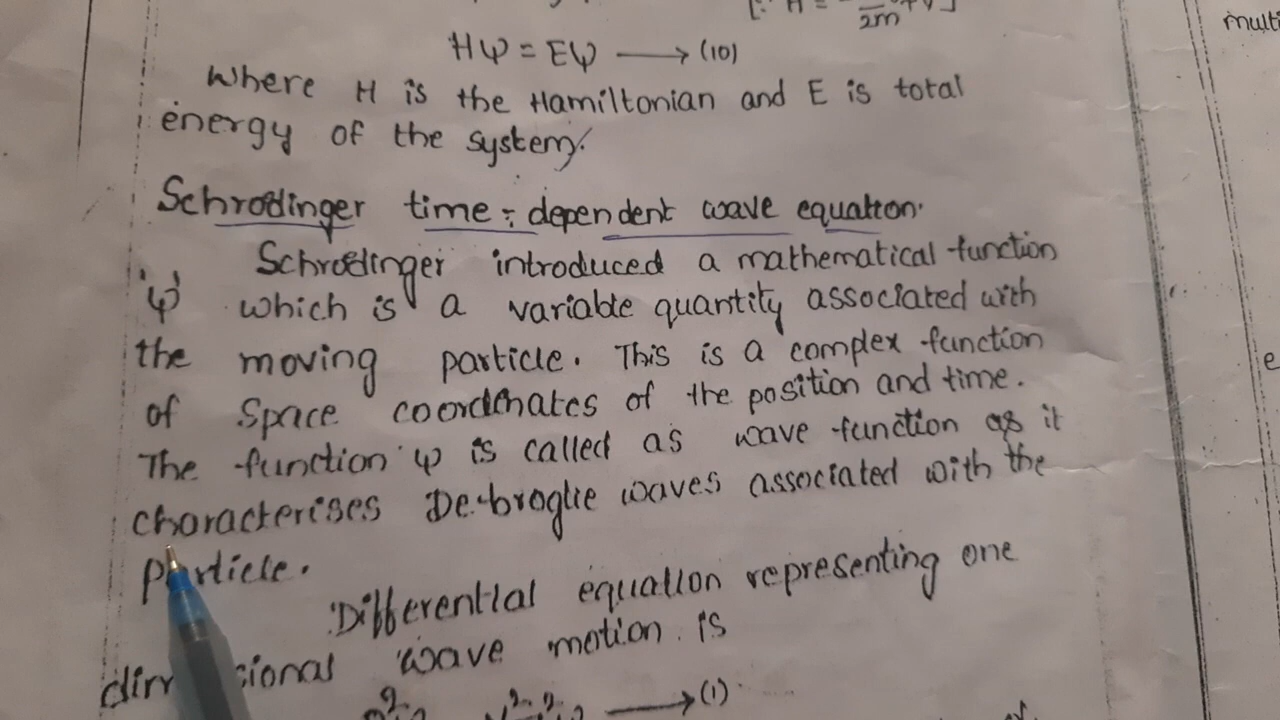 2m
Hψ = Eψ ⟶ (10)
Where H is the Hamiltonian and E is total
energy of the system.
Schrodinger time-dependent wave equation.
Schrodinger introduced a mathematical function
'ψ' which is a variable quantity associated with
the moving particle. This is a complex function
of space coordinates of the position and time.
The function ψ is called as wave function as it
characterises De-broglie waves associated with the
particle.
Differential equation representing one
wave motion is
⟶ (1)